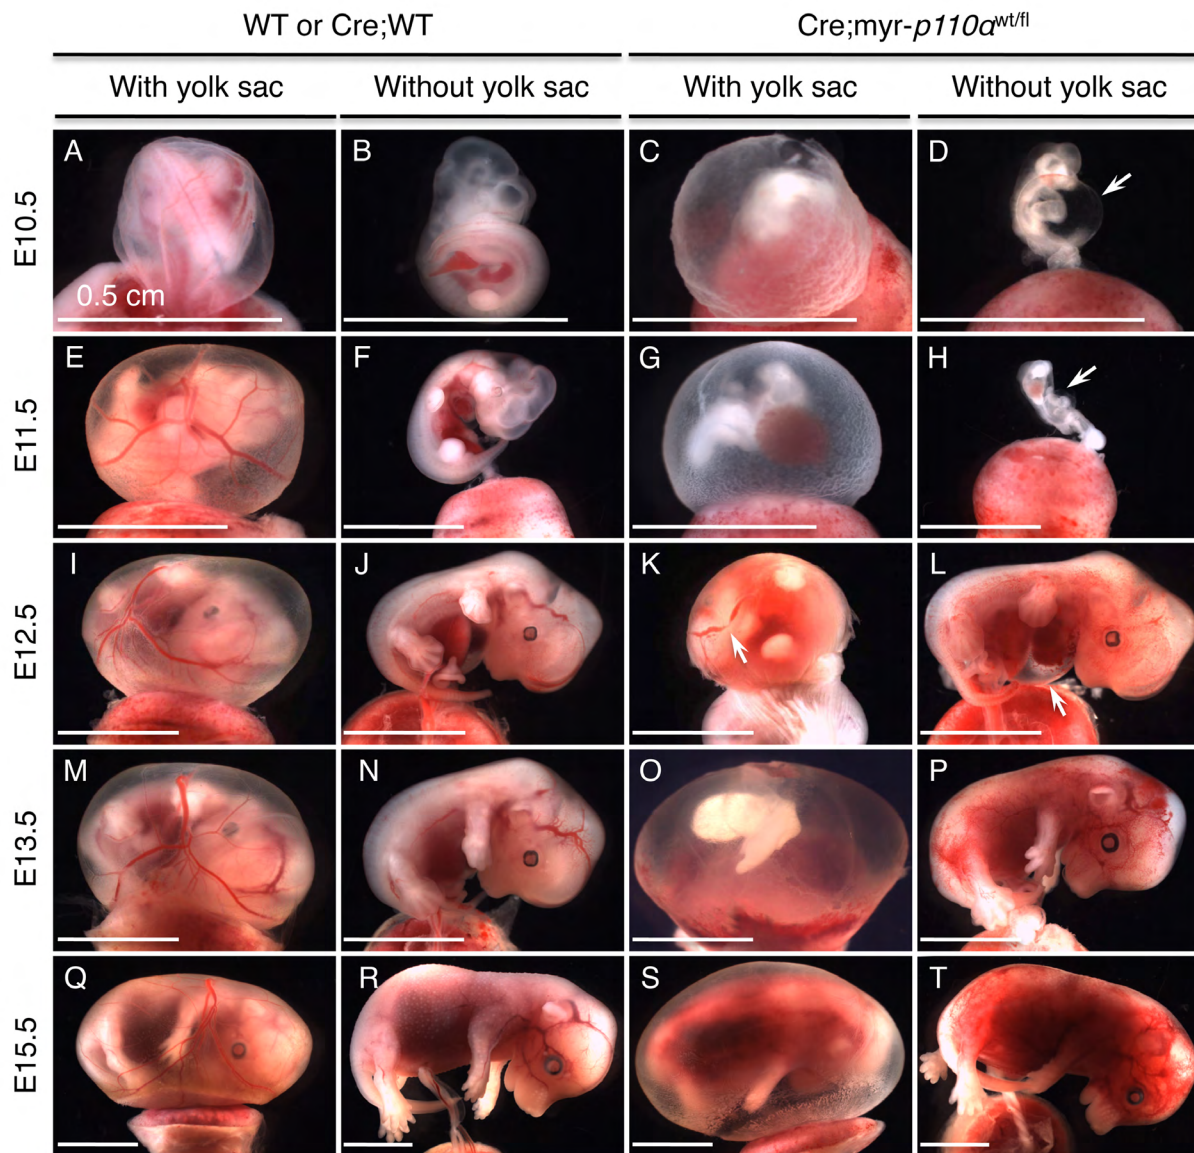 WT or Cre;WT Cre;myr-p110α^wt/fl
With yolk sac Without yolk sac With yolk sac Without yolk sac
E10.5 A B C D
0.5 cm
E11.5 E F G H
E12.5 I J K L
E13.5 M N O P
E15.5 Q R S T